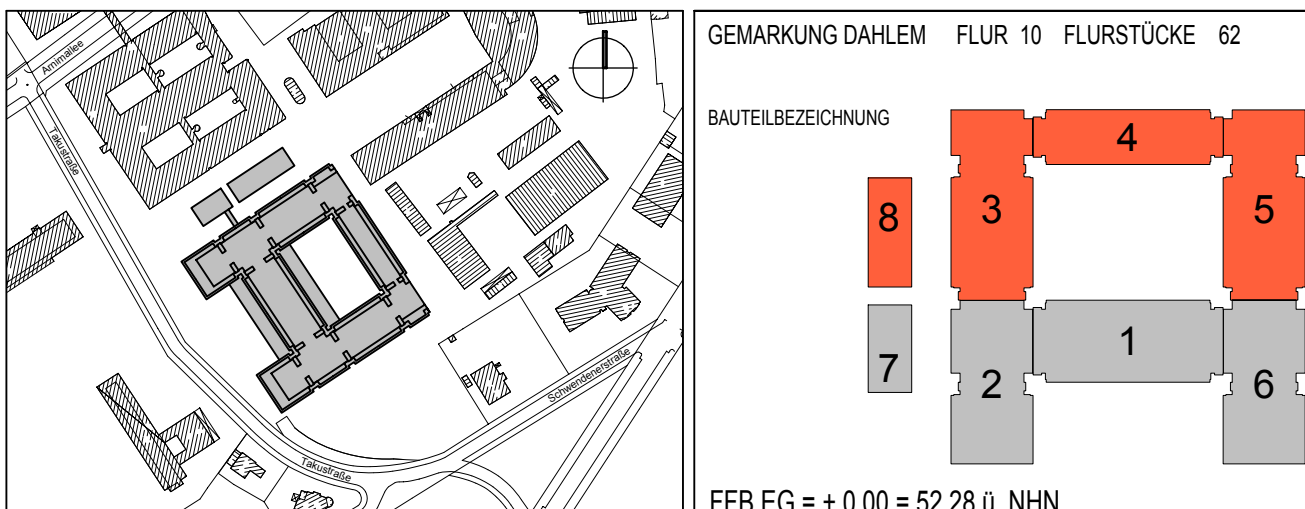 Arnimallee
Takustraße
Schwendenerstraße
Takustraße
GEMARKUNG DAHLEM FLUR 10 FLURSTÜCKE 62
BAUTEILBEZEICHNUNG
4
8
3
5
1
7
2
6
FFB EG = ± 0,00 = 52,28 ü. NHN